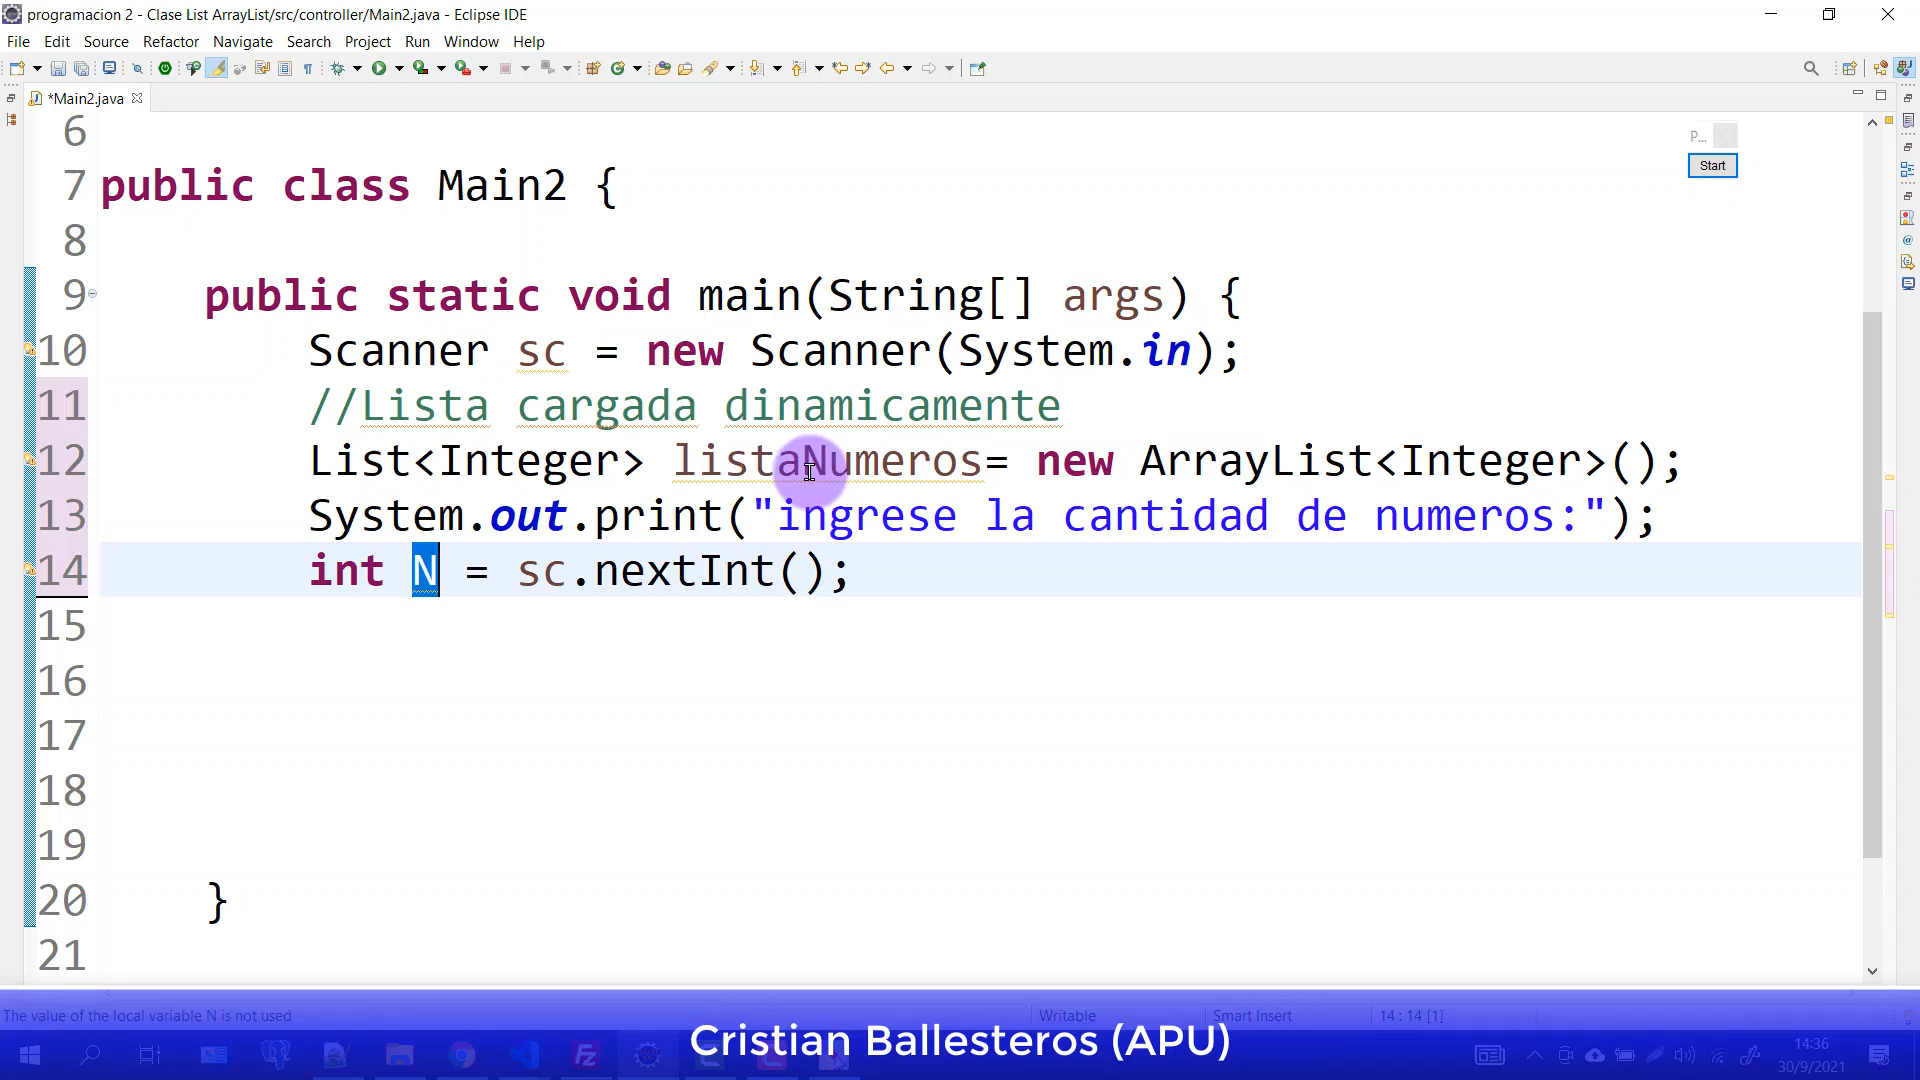 programacion 2 - Clase List ArrayList/src/controller/Main2.java - Eclipse IDE
File Edit Source Refactor Navigate Search Project Run Window Help
*Main2.java
P...
Start
6
7 public class Main2 {
8
9 public static void main(String[] args) {
10 Scanner sc = new Scanner(System.in);
11 //Lista cargada dinamicamente
12 List<Integer> listaNumeros= new ArrayList<Integer>();
13 System.out.print("ingrese la cantidad de numeros:");
14 int N = sc.nextInt();
15
16
17
18
19
20 }
21
The value of the local variable N is not used Writable Smart Insert 14 : 14 [1]
Cristian Ballesteros (APU)
14:36
30/9/2021